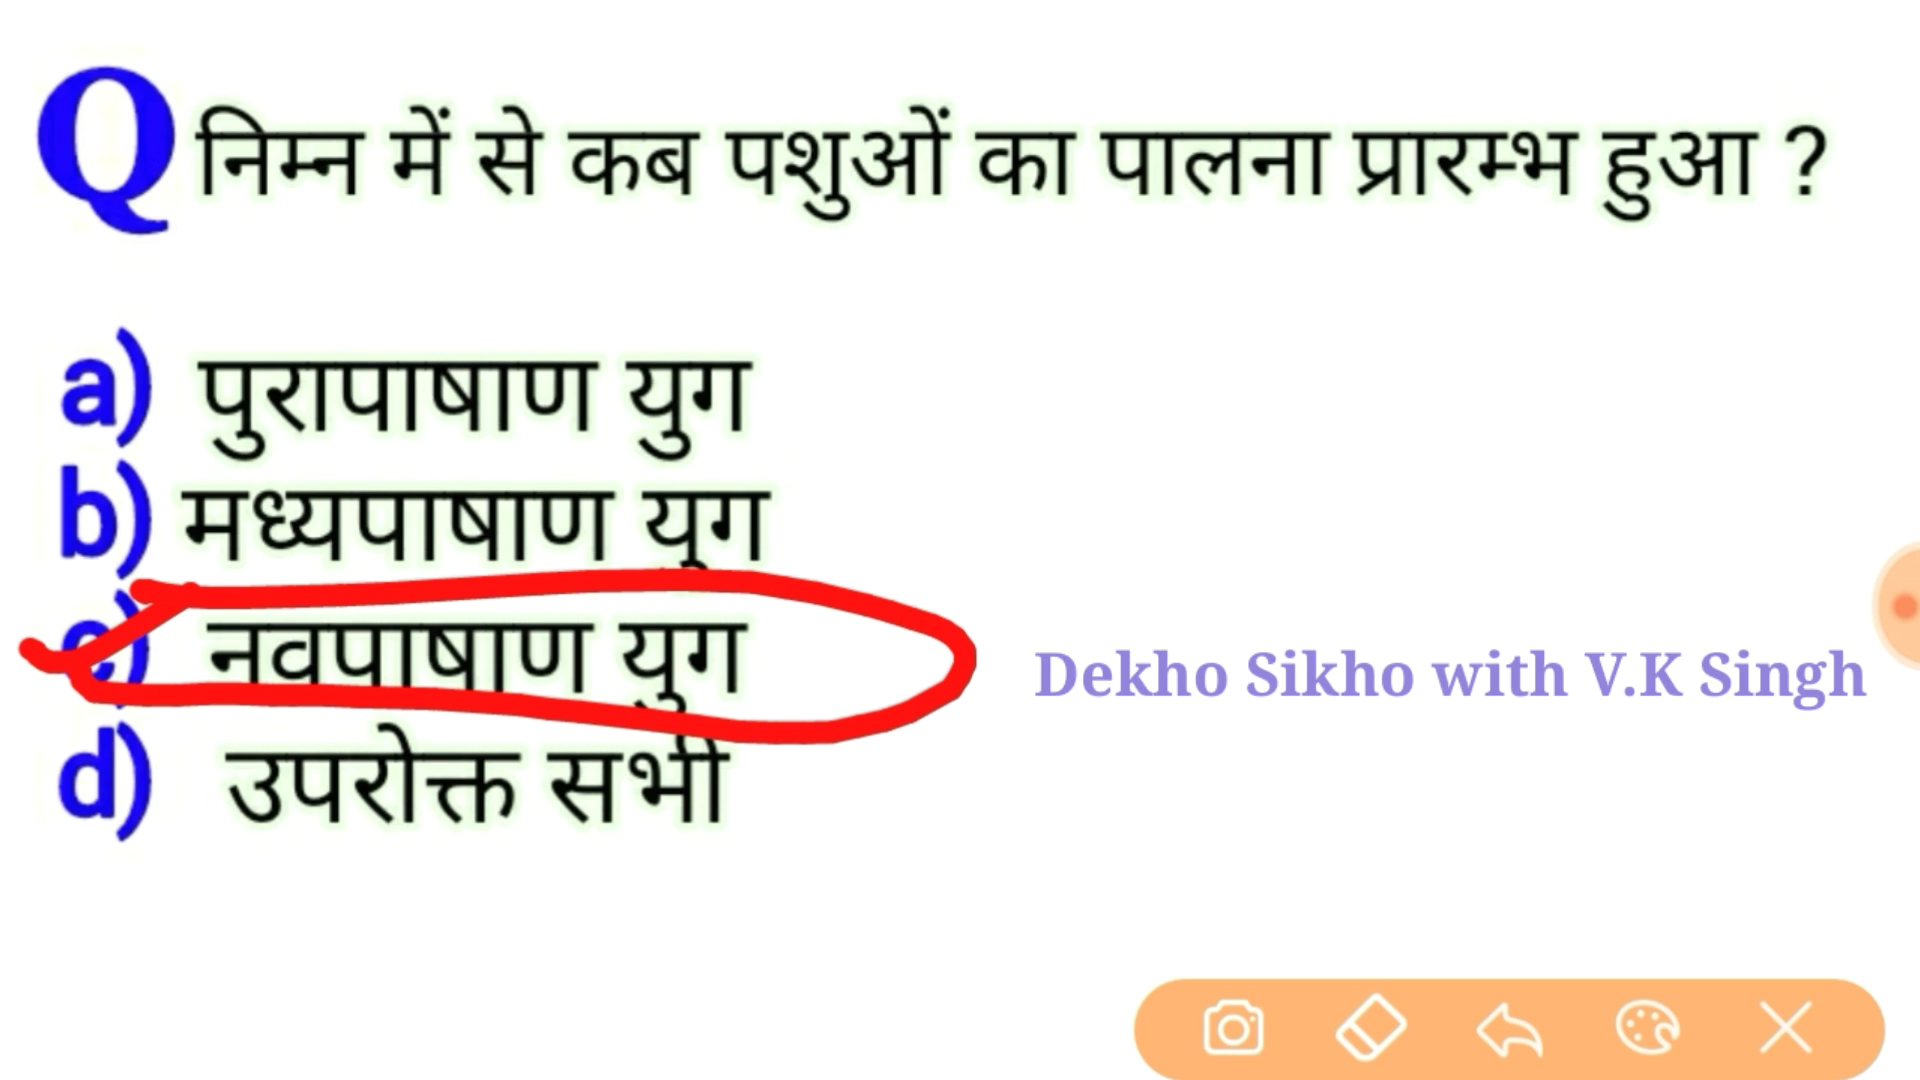 Q निम्न में से कब पशुओं का पालना प्रारम्भ हुआ ?
a) पुरापाषाण युग
b) मध्यपाषाण युग
c) नवपाषाण युग
Dekho Sikho with V.K Singh
d) उपरोक्त सभी